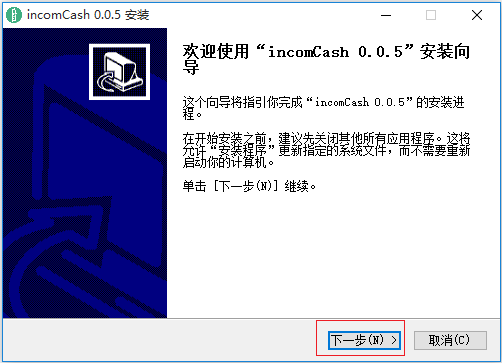 incomCash 0.0.5 安装
欢迎使用“incomCash 0.0.5”安装向
导
这个向导将指引你完成“incomCash 0.0.5”的安装进
程。
在开始安装之前，建议先关闭其他所有应用程序。这将
允许“安装程序”更新指定的系统文件，而不需要重新
启动你的计算机。
单击 [下一步(N)] 继续。
下一步(N) >
取消(C)